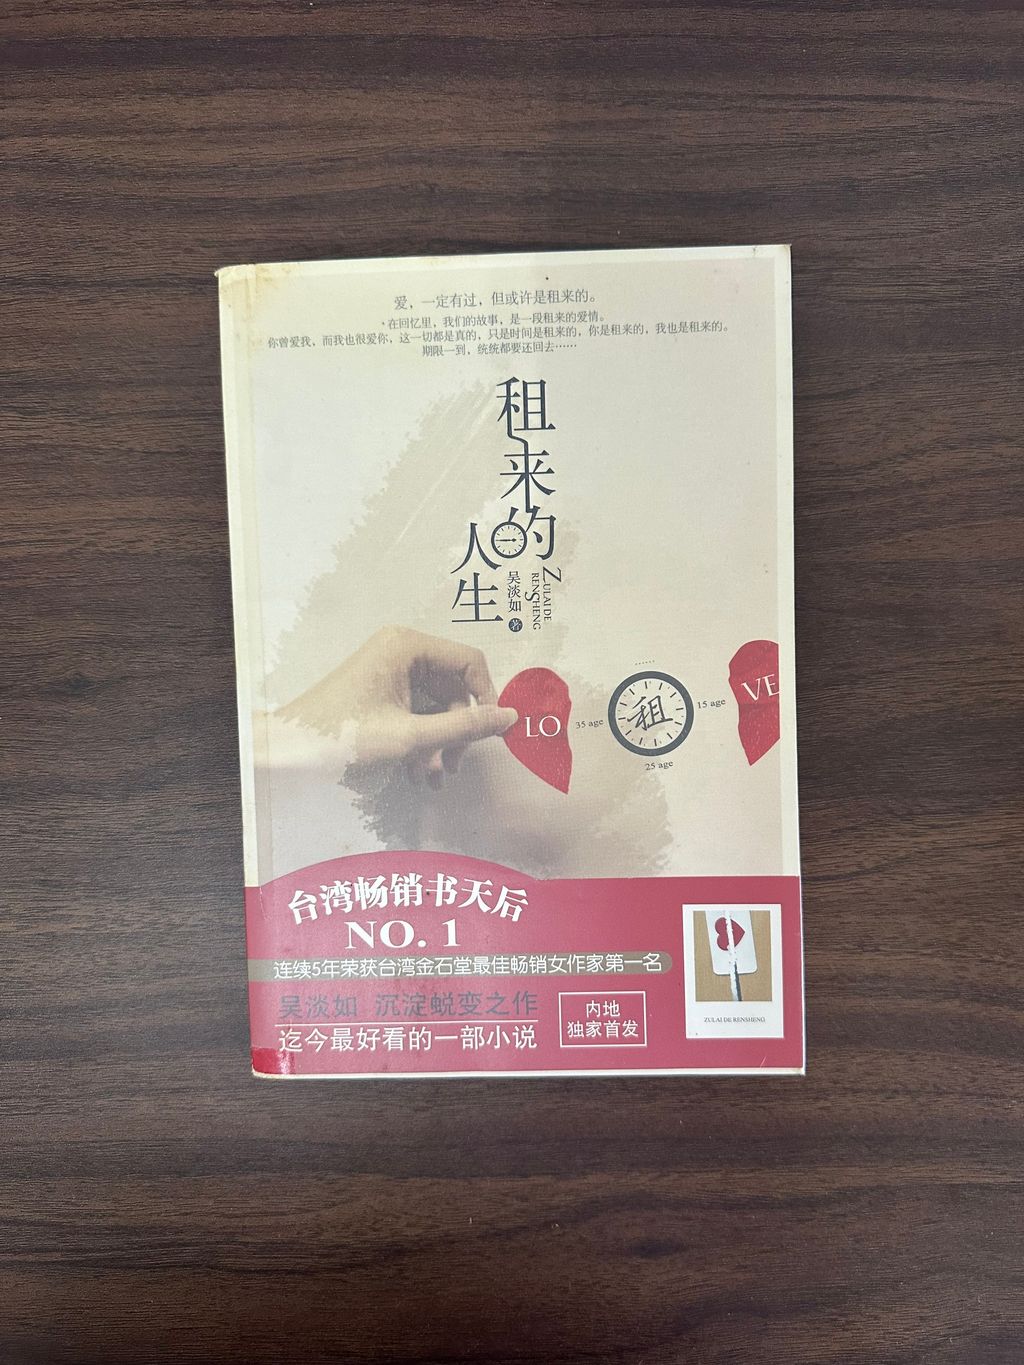 爱，一定有过，但或许是租来的。
·在回忆里，我们的故事，是一段租来的爱情。
你曾爱我，而我也很爱你，这一切都是真的，只是时间是租来的，你是租来的，我也是租来的。
期限一到，统统都要还回去……
租来的
人生
ZULAI DE
RENSHENG
吴淡如 著
LO
35 age
……
租
25 age
15 age
VE
台湾畅销书天后
NO. 1
连续5年荣获台湾金石堂最佳畅销女作家第一名
吴淡如 沉淀蜕变之作
迄今最好看的一部小说
内地
独家首发
ZULAI DE RENSHENG